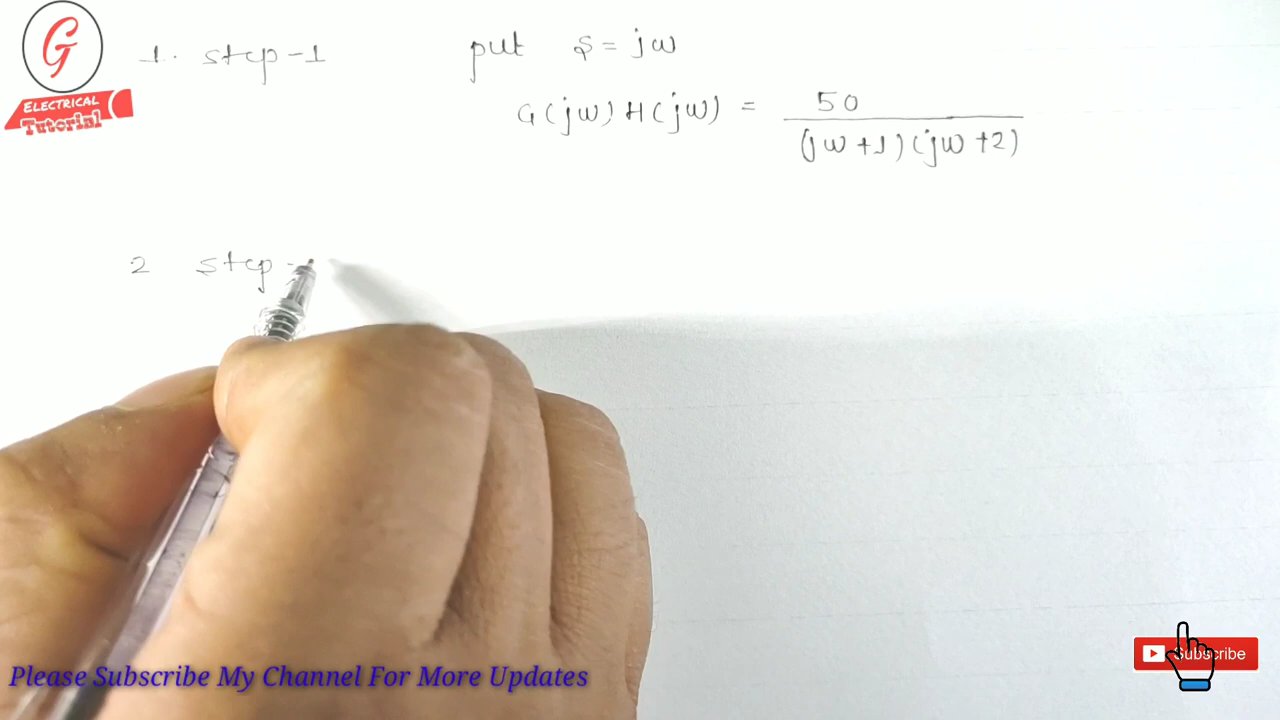 G
ELECTRICAL
Tutorial
1. step-1 put s = jω
G(jω) H(jω) = 50
(jω+1)(jω+2)
2 step -
Please Subscribe My Channel For More Updates
Subscribe